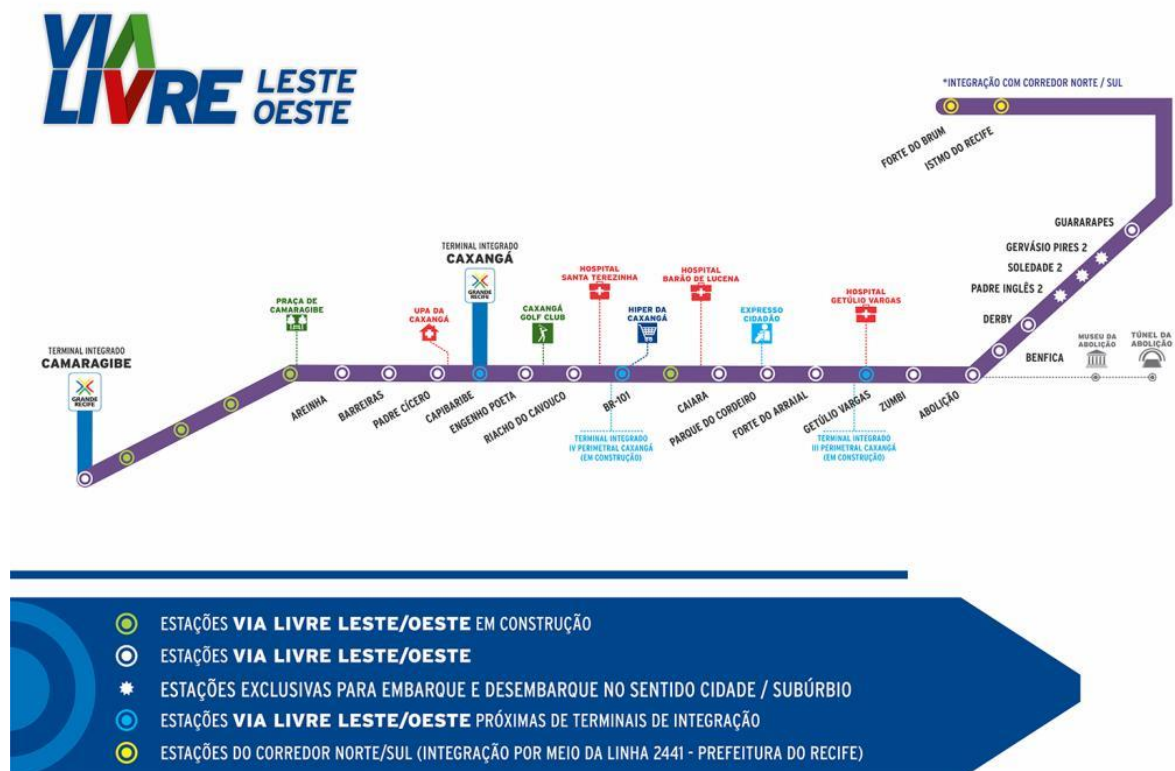 VIA
LIVRE LESTE
OESTE
*INTEGRAÇÃO COM CORREDOR NORTE / SUL
FORTE DO BRUM
ISTMO DO RECIFE
GUARARAPES
GERVÁSIO PIRES 2
SOLEDADE 2
PADRE INGLÊS 2
DERBY
BENFICA
MUSEU DA
ABOLIÇÃO
TÚNEL DA
ABOLIÇÃO
TERMINAL INTEGRADO
CAMARAGIBE
GRANDE
RECIFE
PRAÇA DE
CAMARAGIBE
UPA DA
CAXANGÁ
TERMINAL INTEGRADO
CAXANGÁ
GRANDE
RECIFE
CAXANGÁ
GOLF CLUB
HOSPITAL
SANTA TEREZINHA
HIPER DA
CAXANGÁ
HOSPITAL
BARÃO DE LUCENA
EXPRESSO
CIDADÃO
HOSPITAL
GETÚLIO VARGAS
AREINHA
BARREIRAS
PADRE CÍCERO
CAPIBARIBE
ENGENHO POETA
RIACHO DO CAVOUCO
BR-101
CAIARA
PARQUE DO CORDEIRO
FORTE DO ARRAIAL
GETÚLIO VARGAS
ZUMBI
ABOLIÇÃO
TERMINAL INTEGRADO
IV PERIMETRAL CAXANGÁ
(EM CONSTRUÇÃO)
TERMINAL INTEGRADO
III PERIMETRAL CAXANGÁ
(EM CONSTRUÇÃO)
ESTAÇÕES VIA LIVRE LESTE/OESTE EM CONSTRUÇÃO
ESTAÇÕES VIA LIVRE LESTE/OESTE
ESTAÇÕES EXCLUSIVAS PARA EMBARQUE E DESEMBARQUE NO SENTIDO CIDADE / SUBÚRBIO
ESTAÇÕES VIA LIVRE LESTE/OESTE PRÓXIMAS DE TERMINAIS DE INTEGRAÇÃO
ESTAÇÕES DO CORREDOR NORTE/SUL (INTEGRAÇÃO POR MEIO DA LINHA 2441 - PREFEITURA DO RECIFE)